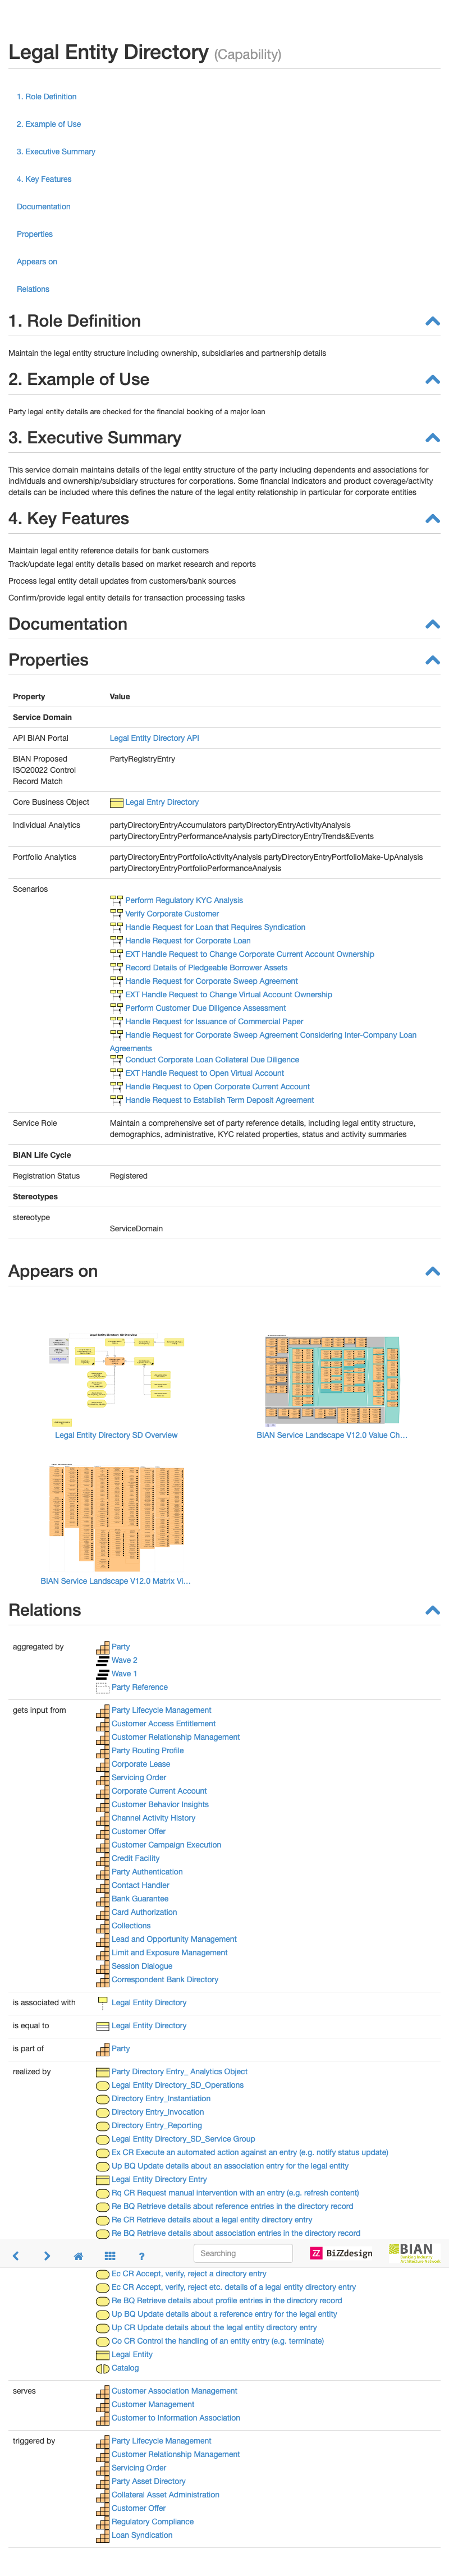 Legal Entity Directory (Capability)
1. Role Definition
2. Example of Use
3. Executive Summary
4. Key Features
Documentation
Properties
Appears on
Relations
1. Role Definition
Maintain the legal entity structure including ownership, subsidiaries and partnership details
2. Example of Use
Party legal entity details are checked for the financial booking of a major loan
3. Executive Summary
This service domain maintains details of the legal entity structure of the party including dependents and associations for
individuals and ownership/subsidiary structures for corporations. Some financial indicators and product coverage/activity
details can be included where this defines the nature of the legal entity relationship in particular for corporate entities
4. Key Features
Maintain legal entity reference details for bank customers
Track/update legal entity details based on market research and reports
Process legal entity detail updates from customers/bank sources
Confirm/provide legal entity details for transaction processing tasks
Documentation
Properties
Property Value
Service Domain
API BIAN Portal Legal Entity Directory API
BIAN Proposed PartyRegistryEntry
ISO20022 Control
Record Match
Core Business Object Legal Entry Directory
Individual Analytics partyDirectoryEntryAccumulators partyDirectoryEntryActivityAnalysis
partyDirectoryEntryPerformanceAnalysis partyDirectoryEntryTrends&Events
Portfolio Analytics partyDirectoryEntryPortfolioActivityAnalysis partyDirectoryEntryPortfolioMake-UpAnalysis
partyDirectoryEntryPortfolioPerformanceAnalysis
Scenarios
Perform Regulatory KYC Analysis
Verify Corporate Customer
Handle Request for Loan that Requires Syndication
Handle Request for Corporate Loan
EXT Handle Request to Change Corporate Current Account Ownership
Record Details of Pledgeable Borrower Assets
Handle Request for Corporate Sweep Agreement
EXT Handle Request to Change Virtual Account Ownership
Perform Customer Due Diligence Assessment
Handle Request for Issuance of Commercial Paper
Handle Request for Corporate Sweep Agreement Considering Inter-Company Loan
Agreements
Conduct Corporate Loan Collateral Due Diligence
EXT Handle Request to Open Virtual Account
Handle Request to Open Corporate Current Account
Handle Request to Establish Term Deposit Agreement
Service Role Maintain a comprehensive set of party reference details, including legal entity structure,
demographics, administrative, KYC related properties, status and activity summaries
BIAN Life Cycle
Registration Status Registered
Stereotypes
stereotype
ServiceDomain
Appears on
Legal Entity Directory SD Overview
Legal Entity Directory SD Overview
BIAN Service Landscape V12.0 Value Ch...
BIAN Service Landscape V12.0 Matrix Vi...
Relations
aggregated by Party
Wave 2
Wave 1
Party Reference
gets input from Party Lifecycle Management
Customer Access Entitlement
Customer Relationship Management
Party Routing Profile
Corporate Lease
Servicing Order
Corporate Current Account
Customer Behavior Insights
Channel Activity History
Customer Offer
Customer Campaign Execution
Credit Facility
Party Authentication
Contact Handler
Bank Guarantee
Card Authorization
Collections
Lead and Opportunity Management
Limit and Exposure Management
Session Dialogue
Correspondent Bank Directory
is associated with Legal Entity Directory
is equal to Legal Entity Directory
is part of Party
realized by Party Directory Entry_ Analytics Object
Legal Entity Directory_SD_Operations
Directory Entry_Instantiation
Directory Entry_Invocation
Directory Entry_Reporting
Legal Entity Directory_SD_Service Group
Ex CR Execute an automated action against an entry (e.g. notify status update)
Up BQ Update details about an association entry for the legal entity
Legal Entity Directory Entry
Rq CR Request manual intervention with an entry (e.g. refresh content)
Re BQ Retrieve details about reference entries in the directory record
Re CR Retrieve details about a legal entity directory entry
Re BQ Retrieve details about association entries in the directory record
? Searching BiZZdesign BIAN
Banking Industry
Architecture Network
Ec CR Accept, verify, reject a directory entry
Ec CR Accept, verify, reject etc. details of a legal entity directory entry
Re BQ Retrieve details about profile entries in the directory record
Up BQ Update details about a reference entry for the legal entity
Up CR Update details about the legal entity directory entry
Co CR Control the handling of an entity entry (e.g. terminate)
Legal Entity
Catalog
serves Customer Association Management
Customer Management
Customer to Information Association
triggered by Party Lifecycle Management
Customer Relationship Management
Servicing Order
Party Asset Directory
Collateral Asset Administration
Customer Offer
Regulatory Compliance
Loan Syndication